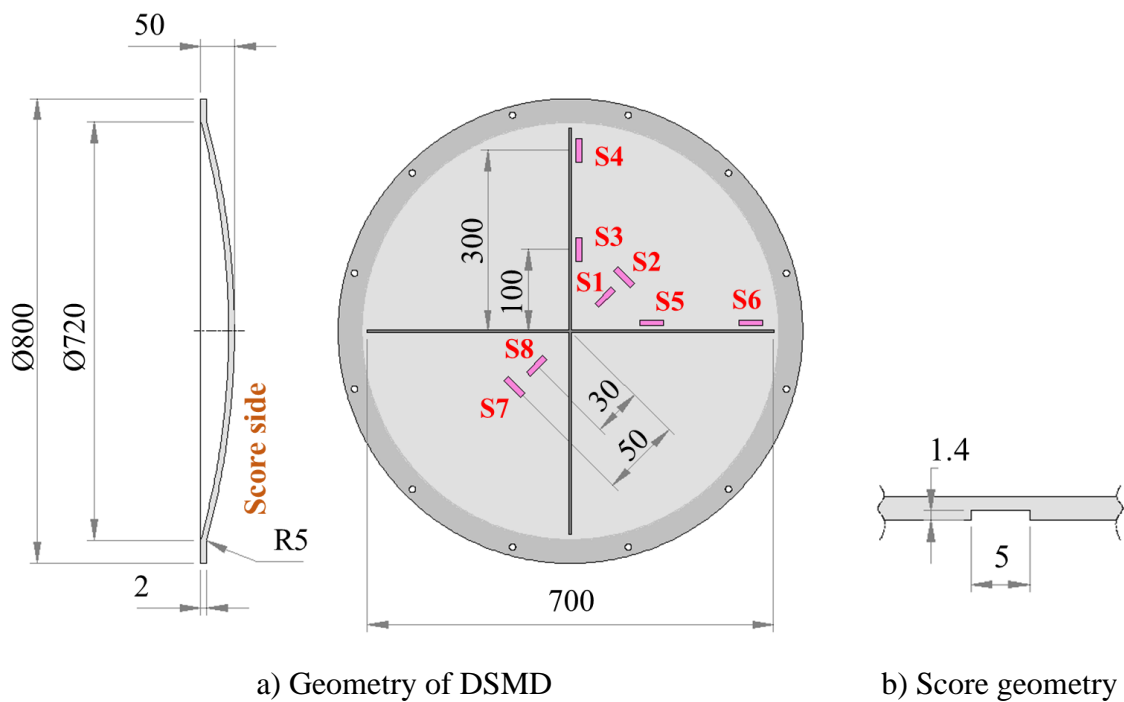 50
S4
S3
300
S2
S1
100
S5
S6
Ø800
Ø720
S8
S7
30
50
Score side
1.4
R5
5
2
700
a) Geometry of DSMD
b) Score geometry